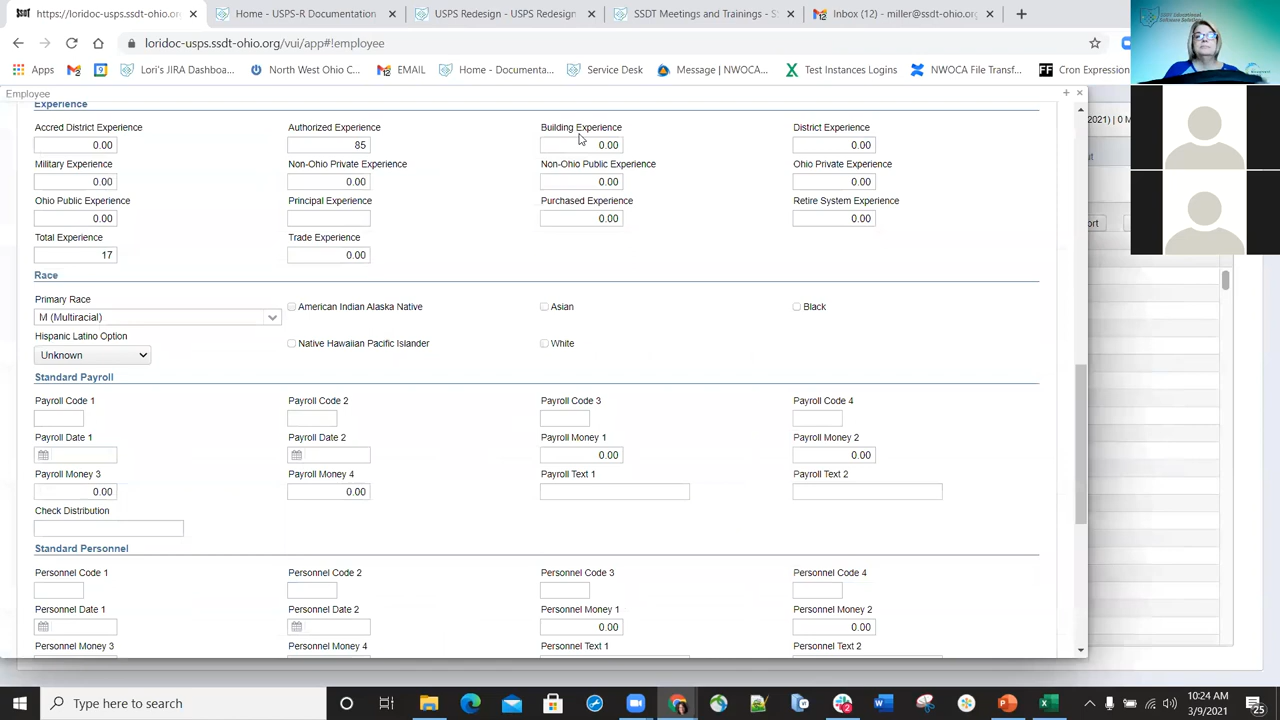 SSDT https://loridoc-usps.ssdt-ohio.org × Home - USPS-R Documentation × USPS Redesign - USPS Redesign × SSDT Meetings and Trainings - S × Inbox (12) - miller@ssdt-ohio.org × +
loridoc-usps.ssdt-ohio.org/vui/app#!employee
Apps Lori's JIRA Dashboa... North West Ohio C... EMAIL Home - Documenta... Service Desk Message | NWOCA... Test Instances Logins NWOCA File Transf... FF Cron Expression
Employee + ×
Experience
Accred District Experience Authorized Experience Building Experience District Experience
0.00 85 0.00 0.00
Military Experience Non-Ohio Private Experience Non-Ohio Public Experience Ohio Private Experience
0.00 0.00 0.00 0.00
Ohio Public Experience Principal Experience Purchased Experience Retire System Experience
0.00 0.00 0.00
Total Experience Trade Experience
17 0.00
Race
Primary Race
M (Multiracial) American Indian Alaska Native Asian Black
Hispanic Latino Option
Unknown Native Hawaiian Pacific Islander White
Standard Payroll
Payroll Code 1 Payroll Code 2 Payroll Code 3 Payroll Code 4
Payroll Date 1 Payroll Date 2 Payroll Money 1 Payroll Money 2
0.00 0.00
Payroll Money 3 Payroll Money 4 Payroll Text 1 Payroll Text 2
0.00 0.00
Check Distribution
Standard Personnel
Personnel Code 1 Personnel Code 2 Personnel Code 3 Personnel Code 4
Personnel Date 1 Personnel Date 2 Personnel Money 1 Personnel Money 2
0.00 0.00
Personnel Money 3 Personnel Money 4 Personnel Text 1 Personnel Text 2
2021) | 0 M
ut
ort
Type here to search
10:24 AM
3/9/2021
25